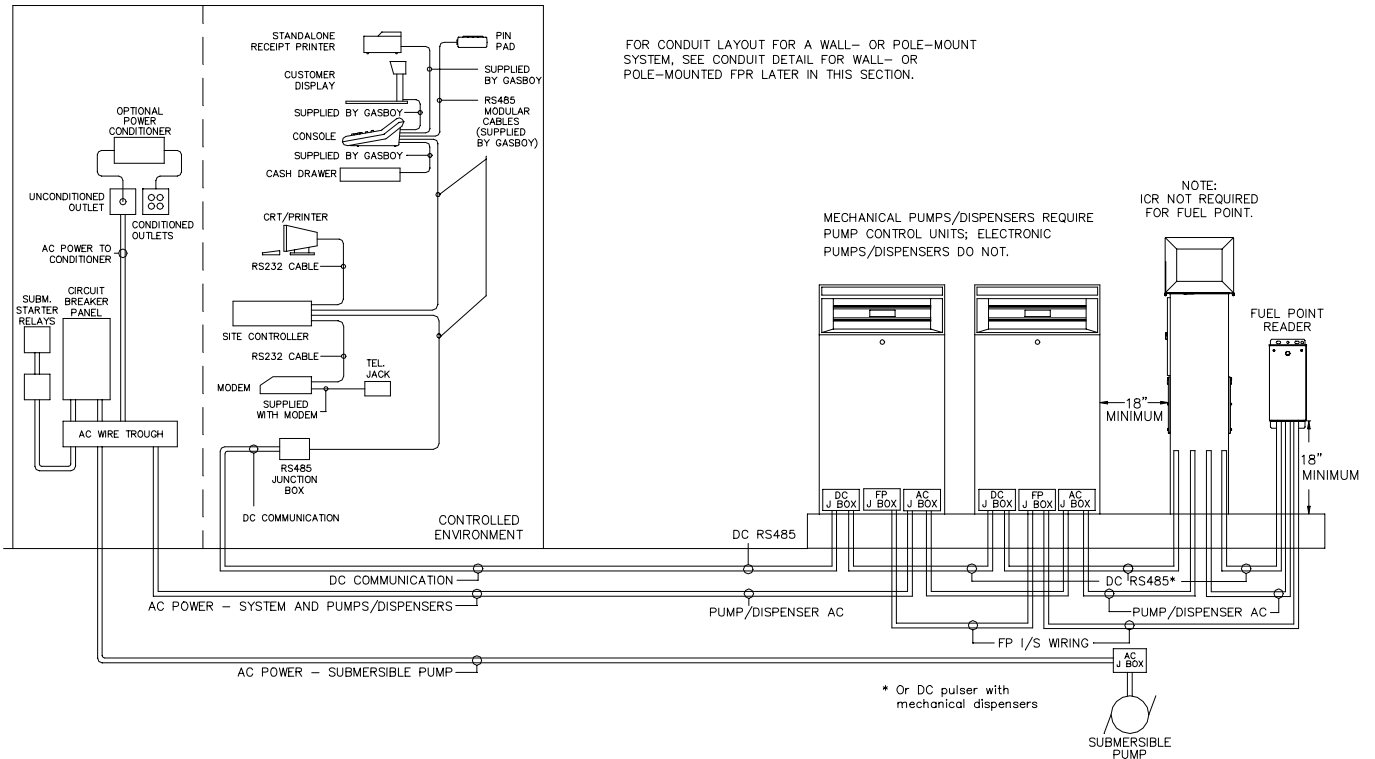 STANDALONE
RECEIPT PRINTER
PIN
PAD
SUPPLIED
BY GASBOY
CUSTOMER
DISPLAY
SUPPLIED BY GASBOY
RS485
MODULAR
CABLES
(SUPPLIED
BY GASBOY)
CONSOLE
SUPPLIED BY GASBOY
CASH DRAWER
FOR CONDUIT LAYOUT FOR A WALL– OR POLE–MOUNT
SYSTEM, SEE CONDUIT DETAIL FOR WALL– OR
POLE–MOUNTED FPR LATER IN THIS SECTION.
OPTIONAL
POWER
CONDITIONER
UNCONDITIONED
OUTLET
CONDITIONED
OUTLETS
AC POWER TO
CONDITIONER
CRT/PRINTER
RS232 CABLE
SUBM.
STARTER
RELAYS
CIRCUIT
BREAKER
PANEL
SITE CONTROLLER
RS232 CABLE
MODEM
TEL.
JACK
SUPPLIED
WITH MODEM
AC WIRE TROUGH
RS485
JUNCTION
BOX
DC COMMUNICATION
CONTROLLED
ENVIRONMENT
MECHANICAL PUMPS/DISPENSERS REQUIRE
PUMP CONTROL UNITS; ELECTRONIC
PUMPS/DISPENSERS DO NOT.
NOTE:
ICR NOT REQUIRED
FOR FUEL POINT.
FUEL POINT
READER
18"
MINIMUM
18"
MINIMUM
DC
J BOX
FP
J BOX
AC
J BOX
DC
J BOX
FP
J BOX
AC
J BOX
DC RS485
DC COMMUNICATION
DC RS485*
AC POWER – SYSTEM AND PUMPS/DISPENSERS
PUMP/DISPENSER AC
PUMP/DISPENSER AC
FP I/S WIRING
AC POWER – SUBMERSIBLE PUMP
AC
J BOX
* Or DC pulser with
mechanical dispensers
SUBMERSIBLE
PUMP